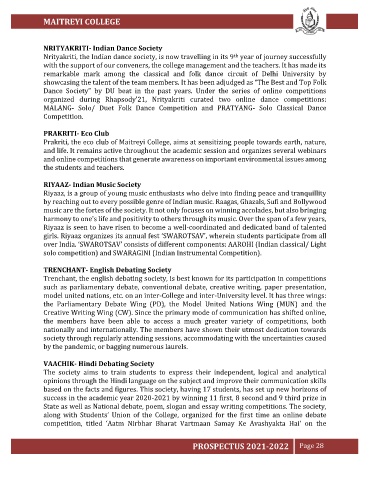 MAITREYI COLLEGE
NRITYAKRITI- Indian Dance Society
Nrityakriti, the Indian dance society, is now travelling in its 9th year of journey successfully
with the support of our conveners, the college management and the teachers. It has made its
remarkable mark among the classical and folk dance circuit of Delhi University by
showcasing the talent of the team members. It has been adjudged as "The Best and Top Folk
Dance Society" by DU beat in the past years. Under the series of online competitions
organized during Rhapsody'21, Nrityakriti curated two online dance competitions:
MALANG- Solo/ Duet Folk Dance Competition and PRATYANG- Solo Classical Dance
Competition.
PRAKRITI- Eco Club
Prakriti, the eco club of Maitreyi College, aims at sensitizing people towards earth, nature,
and life. It remains active throughout the academic session and organizes several webinars
and online competitions that generate awareness on important environmental issues among
the students and teachers.
RIYAAZ- Indian Music Society
Riyaaz, is a group of young music enthusiasts who delve into finding peace and tranquillity
by reaching out to every possible genre of Indian music. Raagas, Ghazals, Sufi and Bollywood
music are the fortes of the society. It not only focuses on winning accolades, but also bringing
harmony to one's life and positivity to others through its music. Over the span of a few years,
Riyaaz is seen to have risen to become a well-coordinated and dedicated band of talented
girls. Riyaaz organizes its annual fest 'SWAROTSAV', wherein students participate from all
over India. 'SWAROTSAV' consists of different components; AAROHI (Indian classical/ Light
solo competition) and SWARAGINI (Indian Instrumental Competition).
TRENCHANT- English Debating Society
Trenchant, the english debating society, is best known for its participation in competitions
such as parliamentary debate, conventional debate, creative writing, paper presentation,
model united nations, etc. on an Inter-College and inter-University level. It has three wings:
the Parliamentary Debate Wing (PD), the Model United Nations Wing (MUN) and the
Creative Writing Wing (CW). Since the primary mode of communication has shifted online,
the members have been able to access a much greater variety of competitions, both
nationally and internationally. The members have shown their utmost dedication towards
society through regularly attending sessions, accommodating with the uncertainties caused
by the pandemic, or bagging numerous laurels.
VAACHIK- Hindi Debating Society
The society aims to train students to express their independent, logical and analytical
opinions through the Hindi language on the subject and improve their communication skills
based on the facts and figures. This society, having 17 students, has set up new horizons of
success in the academic year 2020-2021 by winning 11 first, 8 second and 9 third prize in
State as well as National debate, poem, slogan and essay writing competitions. The society,
along with Students' Union of the College, organized for the first time an online debate
competition, titled 'Aatm Nirbhar Bharat Vartmaan Samay Ke Avashyakta Hai' on the
PROSPECTUS 2021-2022 Page 28